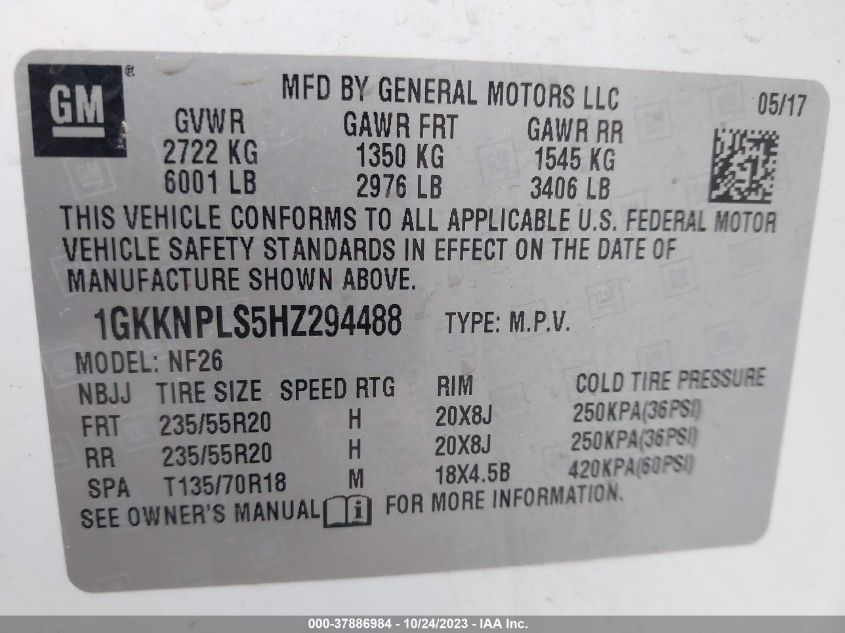 GM ®
MFD BY GENERAL MOTORS LLC
05/17
GVWR GAWR FRT GAWR RR
2722 KG 1350 KG 1545 KG
6001 LB 2976 LB 3406 LB
THIS VEHICLE CONFORMS TO ALL APPLICABLE U.S. FEDERAL MOTOR
VEHICLE SAFETY STANDARDS IN EFFECT ON THE DATE OF
MANUFACTURE SHOWN ABOVE.
1GKKNPLS5HZ294488 TYPE: M.P.V.
MODEL: NF26
NBJJ TIRE SIZE SPEED RTG RIM COLD TIRE PRESSURE
FRT 235/55R20 H 20X8J 250KPA(36PSI)
RR 235/55R20 H 20X8J 250KPA(36PSI)
SPA T135/70R18 M 18X4.5B 420KPA(60PSI)
SEE OWNER'S MANUAL i FOR MORE INFORMATION.
000-37886984 - 10/24/2023 - IAA Inc.